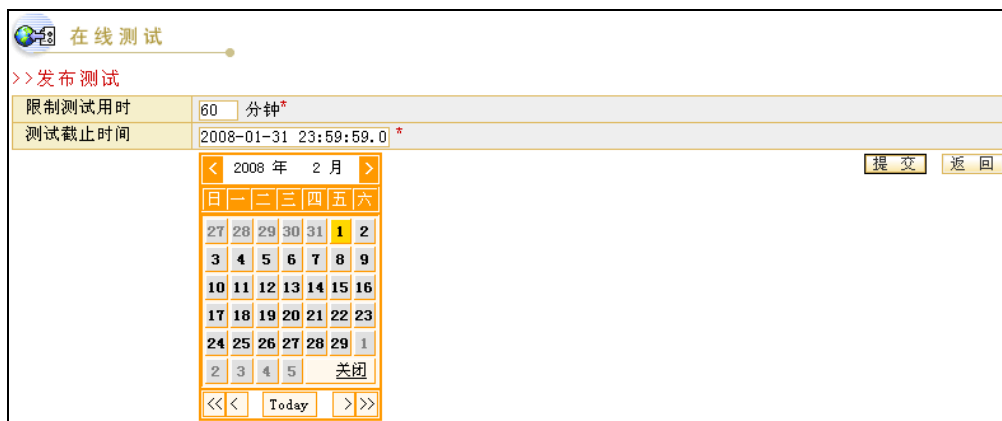 在线测试
>>发布测试
限制测试用时 60 分钟*
测试截止时间 2008-01-31 23:59:59.0 *
提 交 返 回
< 2008 年 2 月 >
日 一 二 三 四 五 六
27 28 29 30 31 1 2
3 4 5 6 7 8 9
10 11 12 13 14 15 16
17 18 19 20 21 22 23
24 25 26 27 28 29 1
2 3 4 5 关闭
<< < Today > >>